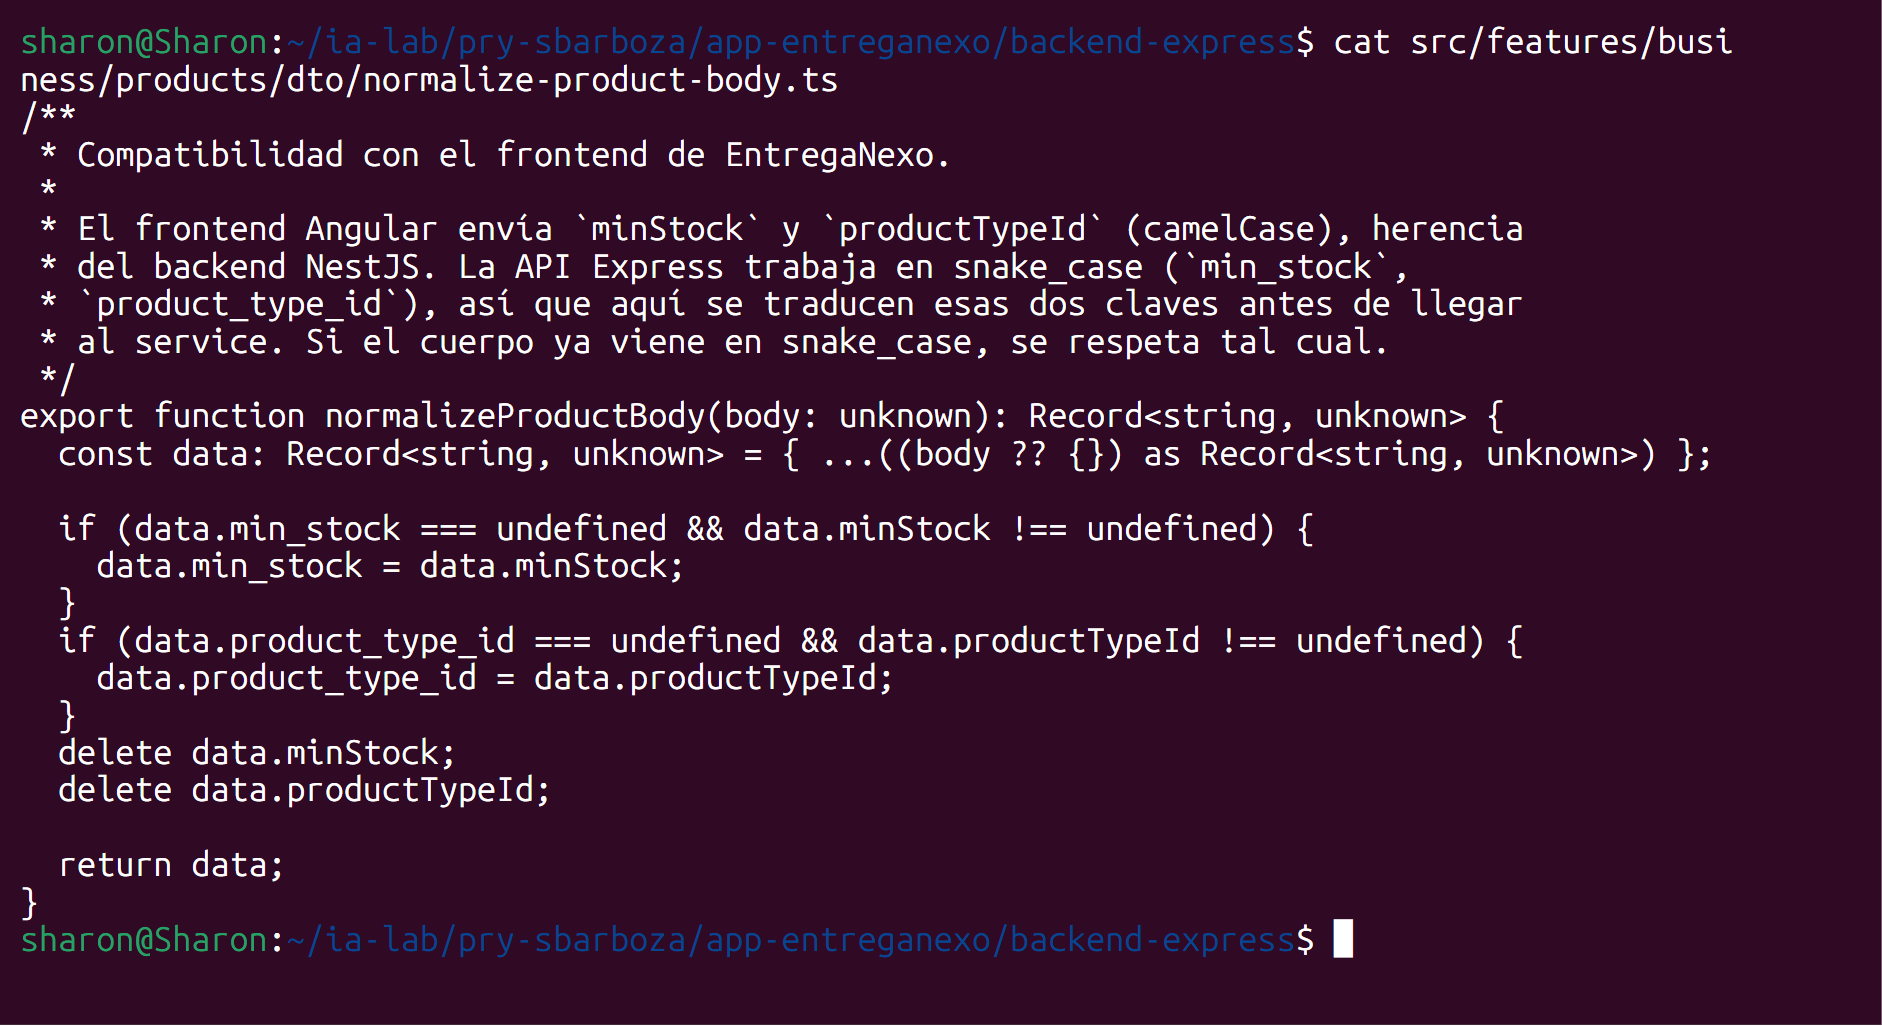 sharon@Sharon:~/ia-lab/pry-sbarboza/app-entreganexo/backend-express$ cat src/features/busi
ness/products/dto/normalize-product-body.ts
/**
 * Compatibilidad con el frontend de EntregaNexo.
 *
 * El frontend Angular envía `minStock` y `productTypeId` (camelCase), herencia
 * del backend NestJS. La API Express trabaja en snake_case (`min_stock`,
 * `product_type_id`), así que aquí se traducen esas dos claves antes de llegar
 * al service. Si el cuerpo ya viene en snake_case, se respeta tal cual.
 */
export function normalizeProductBody(body: unknown): Record<string, unknown> {
  const data: Record<string, unknown> = { ...((body ?? {}) as Record<string, unknown>) };

  if (data.min_stock === undefined && data.minStock !== undefined) {
    data.min_stock = data.minStock;
  }
  if (data.product_type_id === undefined && data.productTypeId !== undefined) {
    data.product_type_id = data.productTypeId;
  }
  delete data.minStock;
  delete data.productTypeId;

  return data;
}
sharon@Sharon:~/ia-lab/pry-sbarboza/app-entreganexo/backend-express$